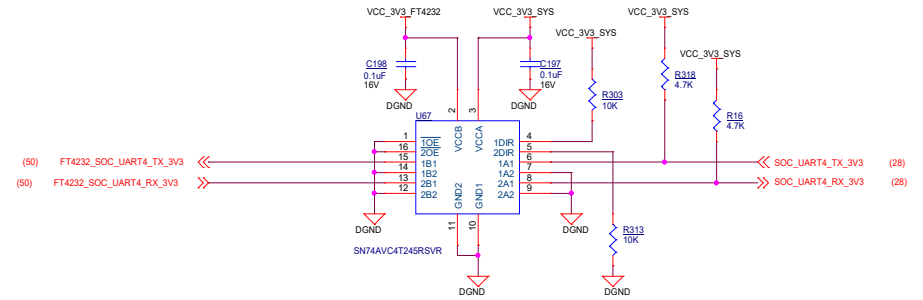 VCC_3V3_FT4232
VCC_3V3_SYS
VCC_3V3_SYS
VCC_3V3_SYS
VCC_3V3_SYS
C198
0.1uF
16V
C197
0.1uF
16V
R303
10K
R318
4.7K
R16
4.7K
DGND
DGND
U67
2
3
VCCB
VCCA
1 1OE
16 2OE
15 1B1
14 1B2
13 2B1
12 2B2
1DIR 4
2DIR 5
1A1 6
1A2 7
2A1 8
2A2 9
GND2
GND1
11
10
(50) FT4232_SOC_UART4_TX_3V3
(50) FT4232_SOC_UART4_RX_3V3
SOC_UART4_TX_3V3 (28)
SOC_UART4_RX_3V3 (28)
DGND
DGND
R313
10K
SN74AVC4T245RSVR
DGND
DGND